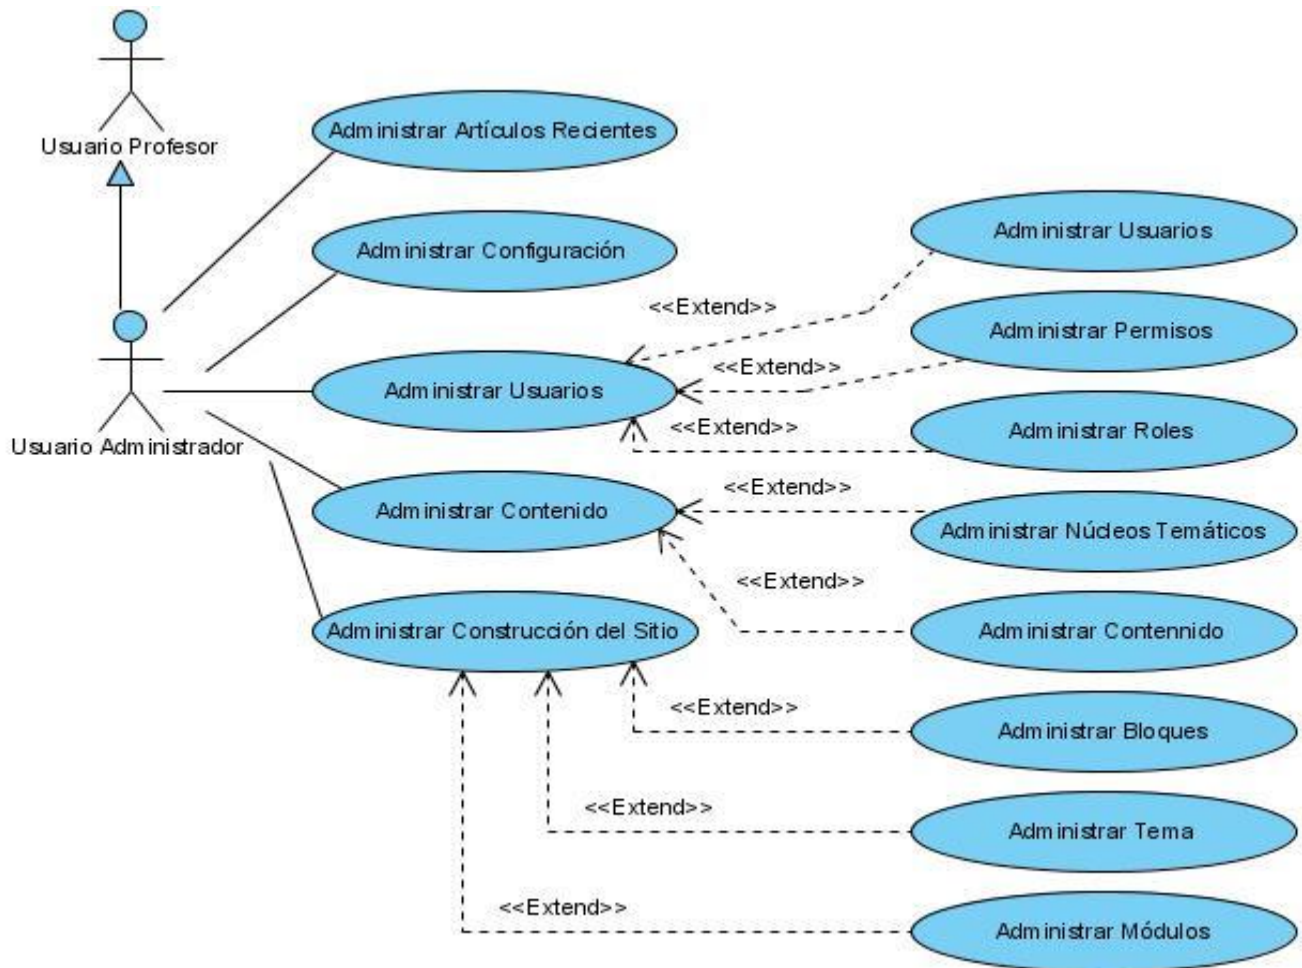 Usuario Profesor
Administrar Artículos Recientes
Administrar Configuración
Administrar Usuarios
<<Extend>>
<<Extend>>
Administrar Permisos
Administrar Usuarios
<<Extend>>
Administrar Roles
Usuario Administrador
<<Extend>>
Administrar Contenido
Administrar Núcleos Temáticos
<<Extend>>
Administrar Construcción del Sitio
Administrar Contennido
<<Extend>>
Administrar Bloques
<<Extend>>
Administrar Tema
<<Extend>>
Administrar Módulos